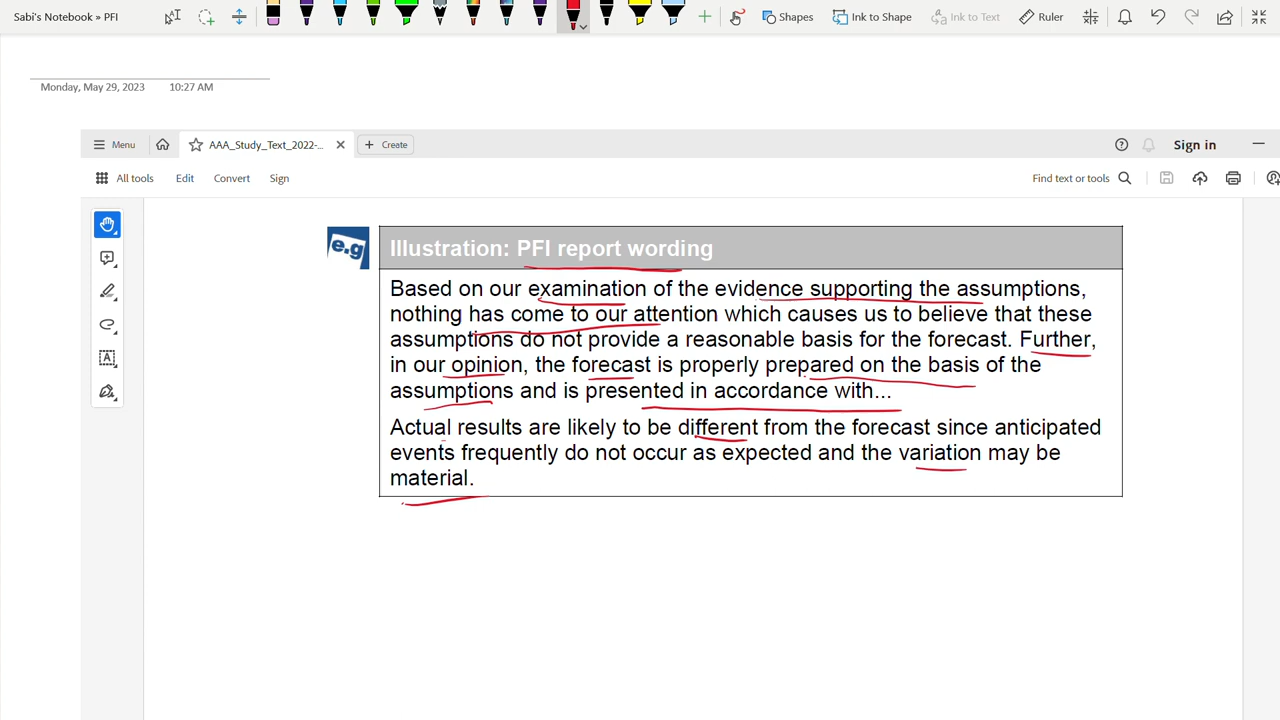 Sabi's Notebook » PFI
Shapes
Ink to Shape
Ink to Text
Ruler
Monday, May 29, 2023 10:27 AM
Menu
AAA_Study_Text_2022-...
Create
Sign in
All tools
Edit
Convert
Sign
Find text or tools
e.g
Illustration: PFI report wording
Based on our examination of the evidence supporting the assumptions,
nothing has come to our attention which causes us to believe that these
assumptions do not provide a reasonable basis for the forecast. Further,
in our opinion, the forecast is properly prepared on the basis of the
assumptions and is presented in accordance with...
Actual results are likely to be different from the forecast since anticipated
events frequently do not occur as expected and the variation may be
material.